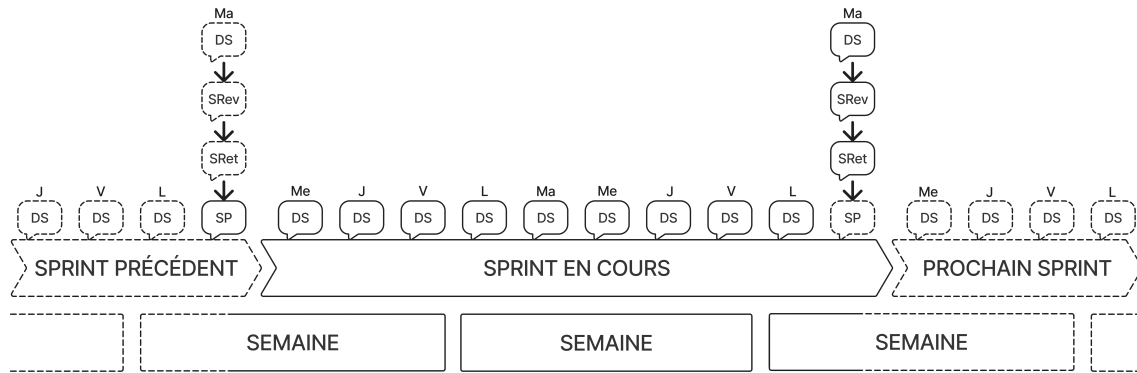 Ma Ma
DS DS
SRev SRev
SRet SRet
J V L Me J V L Ma Me J V L Me J V L
DS DS DS SP DS DS DS DS DS DS DS DS DS SP DS DS DS DS
SPRINT PRÉCÉDENT SPRINT EN COURS PROCHAIN SPRINT
SEMAINE SEMAINE SEMAINE